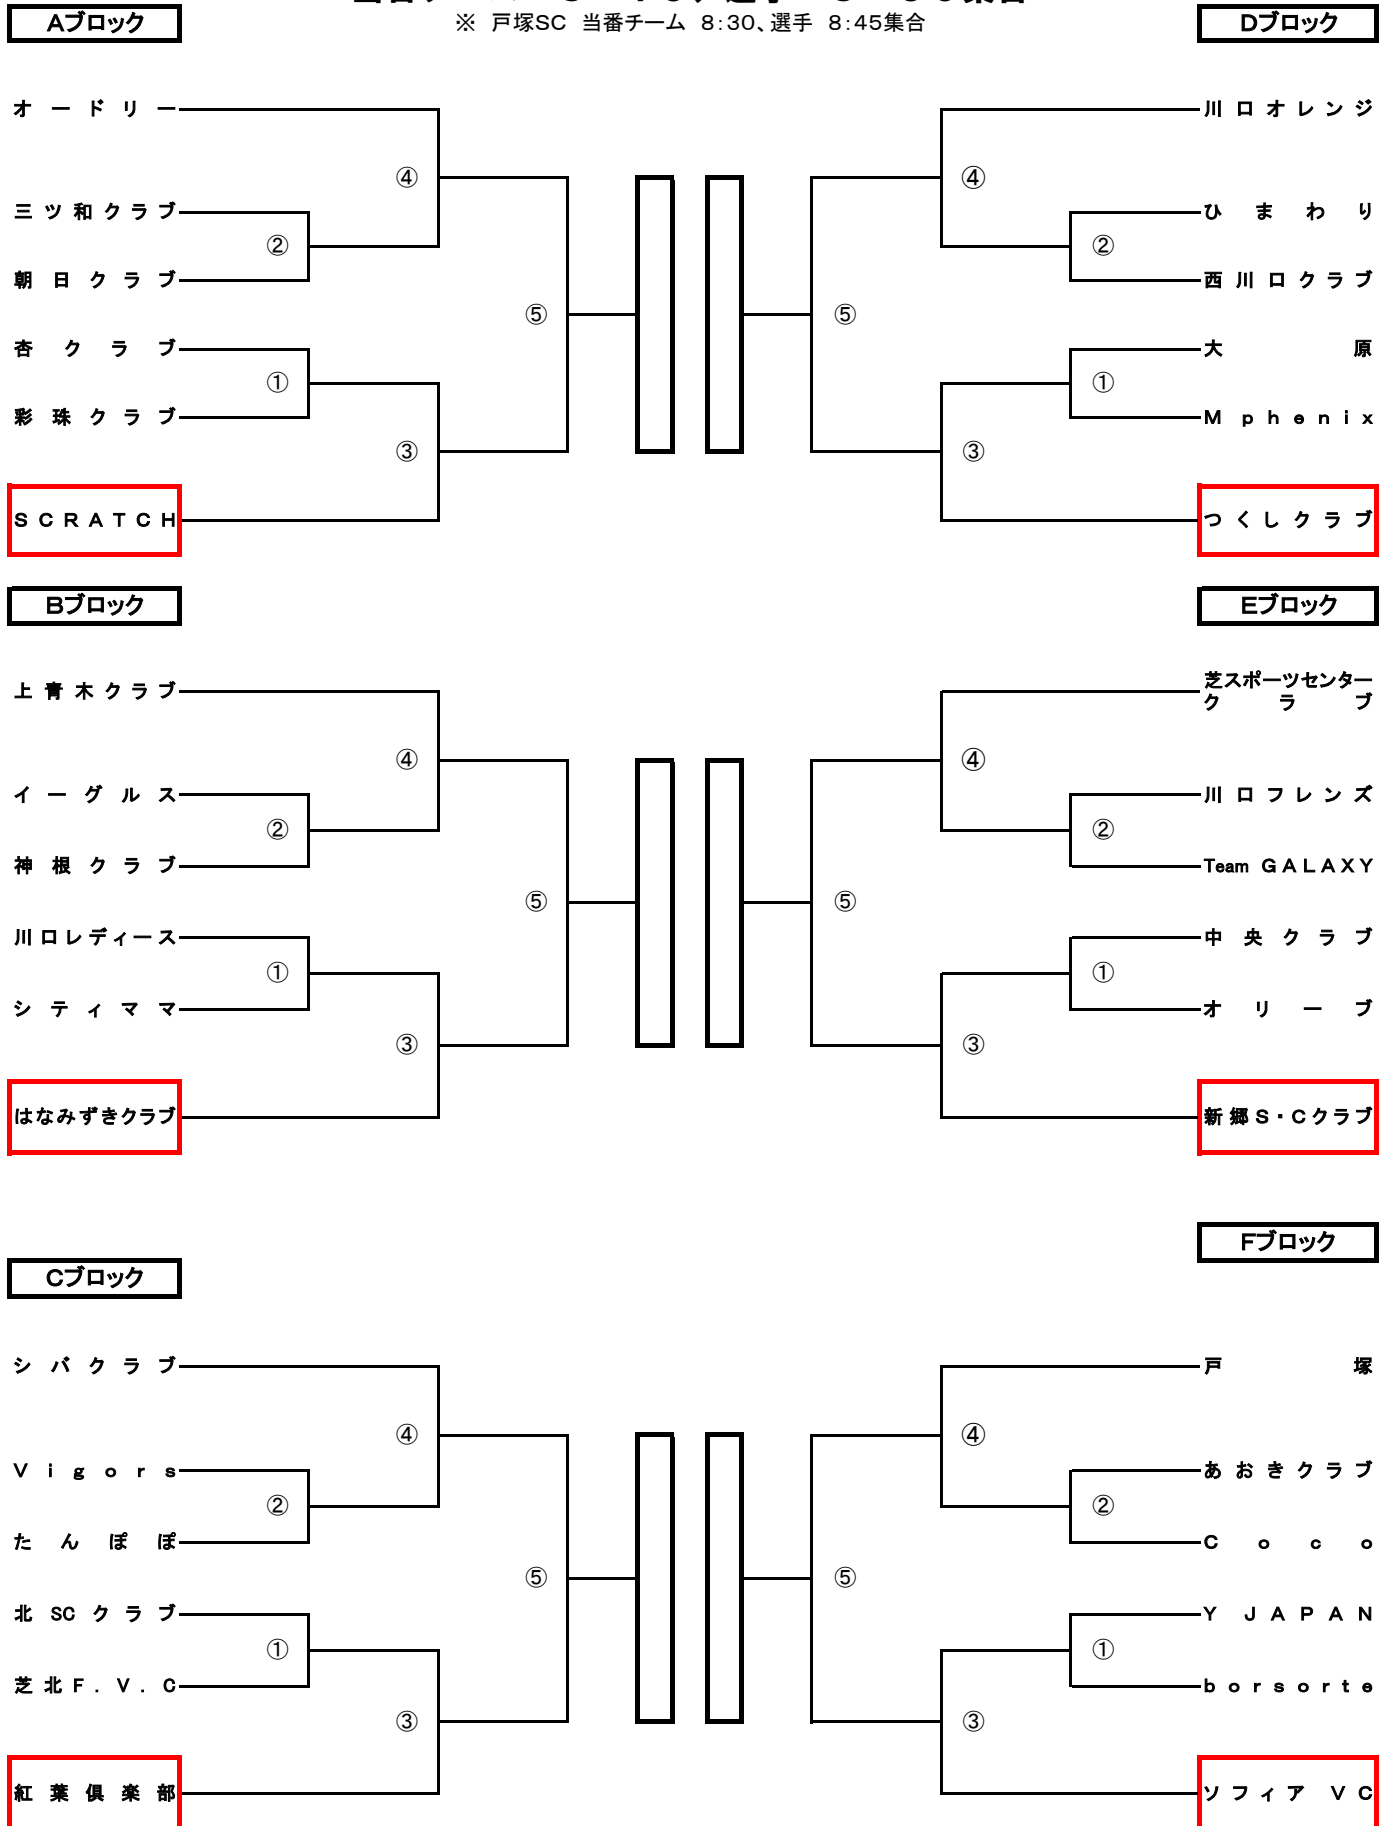 ※ 戸塚SC 当番チーム 8:30、選手 8:45集合
Aブロック
オードリー
④
三ツ和クラブ
②
朝日クラブ
⑤
杏クラブ
①
彩珠クラブ
③
SCRATCH
Dブロック
川口オレンジ
④
ひまわり
②
西川口クラブ
⑤
大原
①
Mphenix
③
つくしクラブ
Bブロック
上青木クラブ
④
イーグルス
②
神根クラブ
⑤
川口レディース
①
シティママ
③
はなみずきクラブ
Eブロック
芝スポーツセンター
クラブ
④
川口フレンズ
②
Team GALAXY
⑤
中央クラブ
①
オリーブ
③
新郷S・Cクラブ
Cブロック
シバクラブ
④
Vigors
②
たんぽぽ
⑤
北SCクラブ
①
芝北F.V.C
③
紅葉倶楽部
Fブロック
戸塚
④
あおきクラブ
②
Coco
⑤
Y JAPAN
①
borsorte
③
ソフィア VC